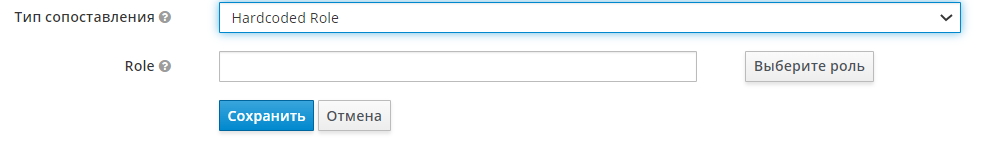 Тип сопоставления
Hardcoded Role
Role
Выберите роль
Сохранить
Отмена